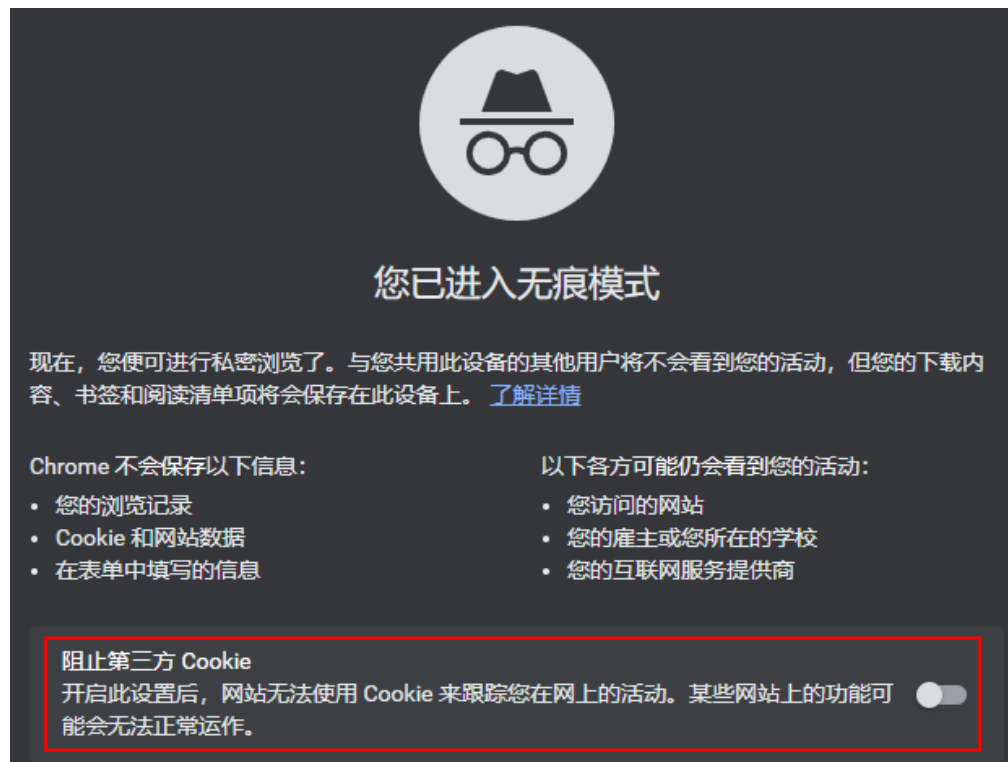 您已进入无痕模式
现在，您便可进行私密浏览了。与您共用此设备的其他用户将不会看到您的活动，但您的下载内
容、书签和阅读清单项将会保存在此设备上。 了解详情
Chrome 不会保存以下信息：
• 您的浏览记录
• Cookie 和网站数据
• 在表单中填写的信息
以下各方可能仍会看到您的活动：
• 您访问的网站
• 您的雇主或您所在的学校
• 您的互联网服务提供商
阻止第三方 Cookie
开启此设置后，网站无法使用 Cookie 来跟踪您在网上的活动。某些网站上的功能可
能会无法正常运作。